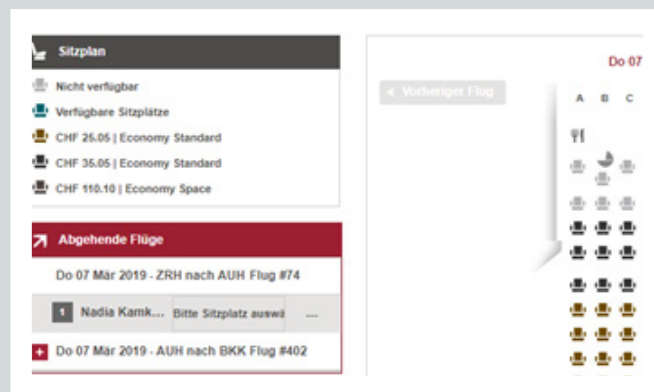 Sitzplan
Nicht verfügbar
Verfügbare Sitzplätze
CHF 25.05 | Economy Standard
CHF 35.05 | Economy Standard
CHF 110.10 | Economy Space
Abgehende Flüge
Do 07 Mär 2019 - ZRH nach AUH Flug #74
1 Nadia Kamk... Bitte Sitzplatz auswä ....
+ Do 07 Mär 2019 - AUH nach BKK Flug #402
Do 07
Vorheriger Flug
A B C